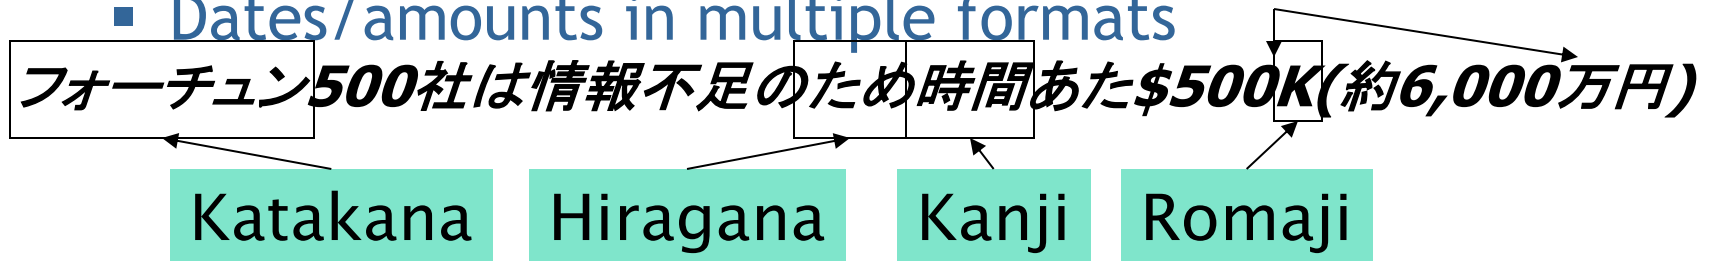 ▪ Dates/amounts in multiple formats
フォーチュン500社は情報不足のため時間あた$500K(約6,000万円)
Katakana Hiragana Kanji Romaji